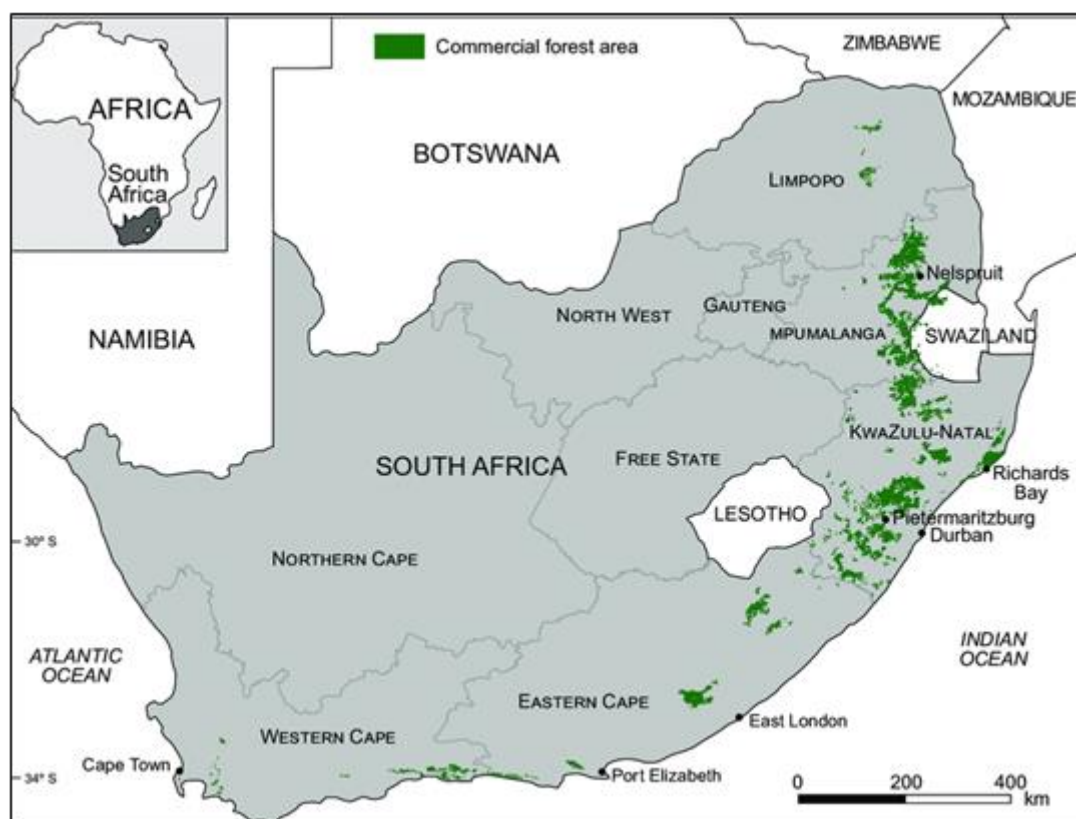 Commercial forest area
ZIMBABWE
MOZAMBIQUE
AFRICA
South
Africa
BOTSWANA
LIMPOPO
Nelspruit
NORTH WEST
GAUTENG
MPUMALANGA
SWAZILAND
NAMIBIA
KWAZULU-NATAL
SOUTH AFRICA
FREE STATE
Richards
Bay
LESOTHO
Pietermaritzburg
Durban
30° S
NORTHERN CAPE
ATLANTIC
OCEAN
INDIAN
OCEAN
EASTERN CAPE
East London
WESTERN CAPE
Cape Town
34° S
Port Elizabeth
0 200 400
km